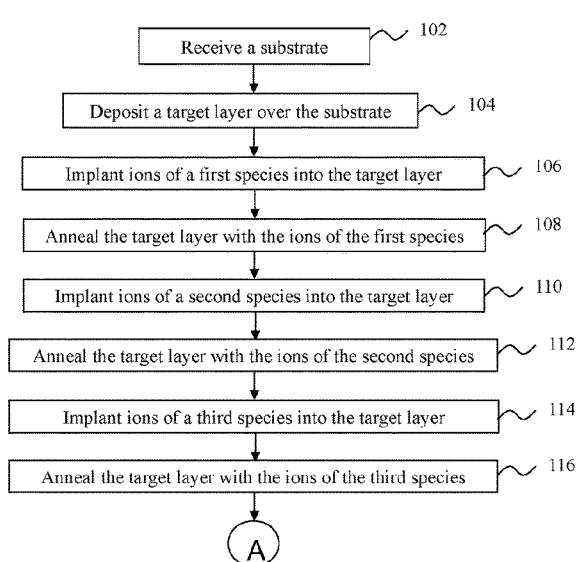 Receive a substrate 102
Deposit a target layer over the substrate 104
Implant ions of a first species into the target layer 106
Anneal the target layer with the ions of the first species 108
Implant ions of a second species into the target layer 110
Anneal the target layer with the ions of the second species 112
Implant ions of a third species into the target layer 114
Anneal the target layer with the ions of the third species 116
A